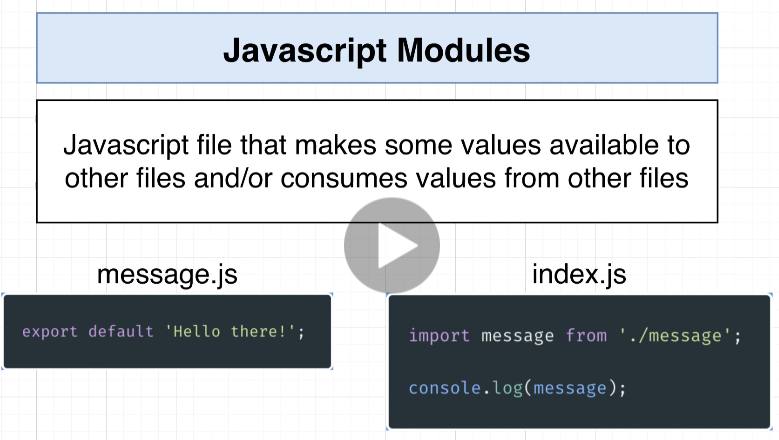 Javascript Modules
Javascript file that makes some values available to
other files and/or consumes values from other files
message.js
export default 'Hello there!';
index.js
import message from './message';
console.log(message);